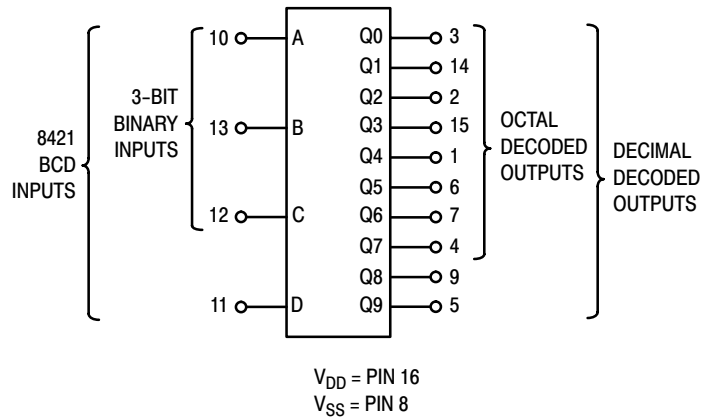 10 A Q0 3
Q1 14
3-BIT Q2 2
BINARY
INPUTS
13 B Q3 15
8421
BCD
INPUTS
OCTAL
DECODED
OUTPUTS
Q4 1
DECIMAL
DECODED
OUTPUTS
Q5 6
12 C Q6 7
Q7 4
Q8 9
11 D Q9 5
VDD = PIN 16
VSS = PIN 8